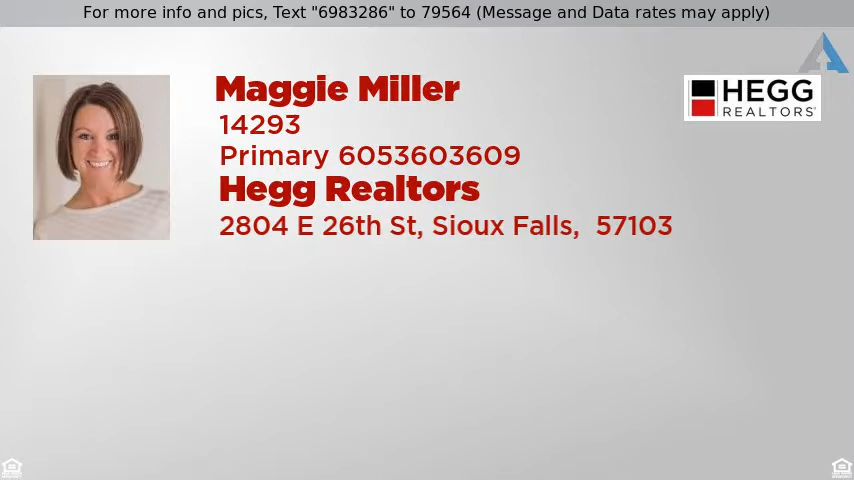 For more info and pics, Text "6983286" to 79564 (Message and Data rates may apply)
Maggie Miller
14293
Primary 6053603609
Hegg Realtors
2804 E 26th St, Sioux Falls,  57103
HEGG
REALTORS